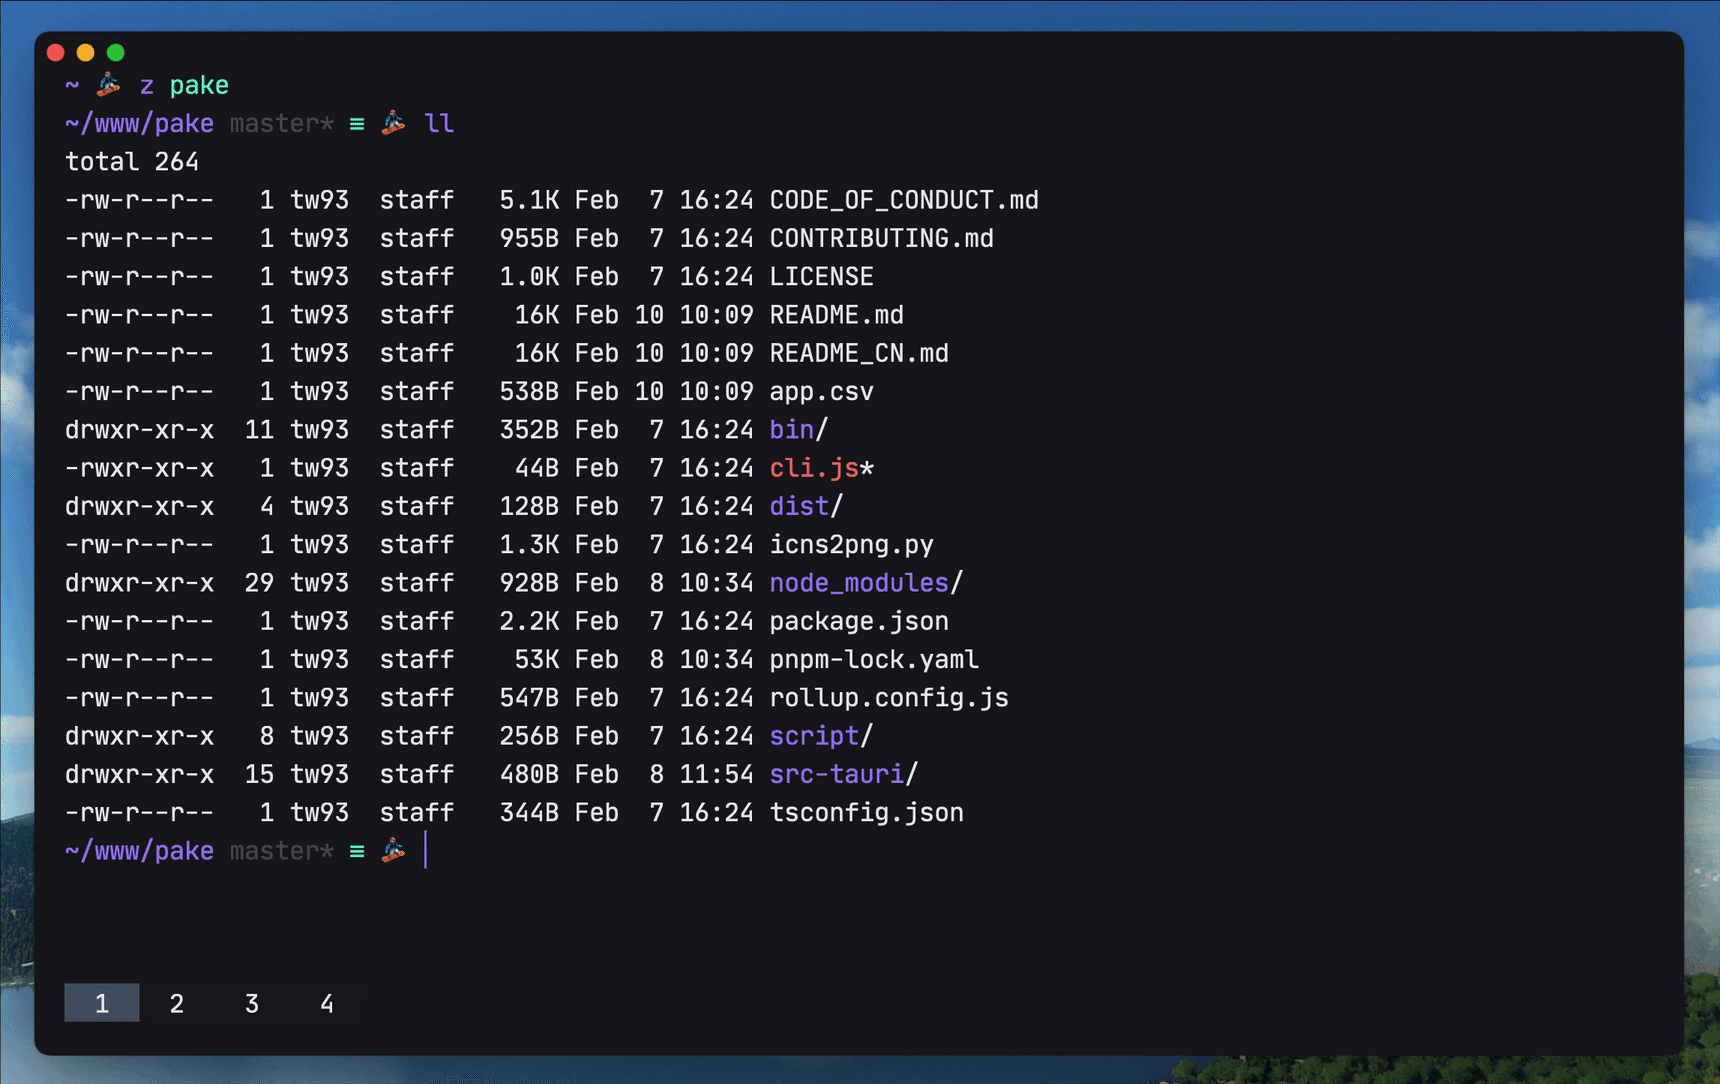 ~ 🏂 z pake
~/www/pake master* ≡ 🏂 ll
total 264
-rw-r--r--   1 tw93  staff   5.1K Feb  7 16:24 CODE_OF_CONDUCT.md
-rw-r--r--   1 tw93  staff   955B Feb  7 16:24 CONTRIBUTING.md
-rw-r--r--   1 tw93  staff   1.0K Feb  7 16:24 LICENSE
-rw-r--r--   1 tw93  staff    16K Feb 10 10:09 README.md
-rw-r--r--   1 tw93  staff    16K Feb 10 10:09 README_CN.md
-rw-r--r--   1 tw93  staff   538B Feb 10 10:09 app.csv
drwxr-xr-x  11 tw93  staff   352B Feb  7 16:24 bin/
-rwxr-xr-x   1 tw93  staff    44B Feb  7 16:24 cli.js*
drwxr-xr-x   4 tw93  staff   128B Feb  7 16:24 dist/
-rw-r--r--   1 tw93  staff   1.3K Feb  7 16:24 icns2png.py
drwxr-xr-x  29 tw93  staff   928B Feb  8 10:34 node_modules/
-rw-r--r--   1 tw93  staff   2.2K Feb  7 16:24 package.json
-rw-r--r--   1 tw93  staff    53K Feb  8 10:34 pnpm-lock.yaml
-rw-r--r--   1 tw93  staff   547B Feb  7 16:24 rollup.config.js
drwxr-xr-x   8 tw93  staff   256B Feb  7 16:24 script/
drwxr-xr-x  15 tw93  staff   480B Feb  8 11:54 src-tauri/
-rw-r--r--   1 tw93  staff   344B Feb  7 16:24 tsconfig.json
~/www/pake master* ≡ 🏂
1 2 3 4